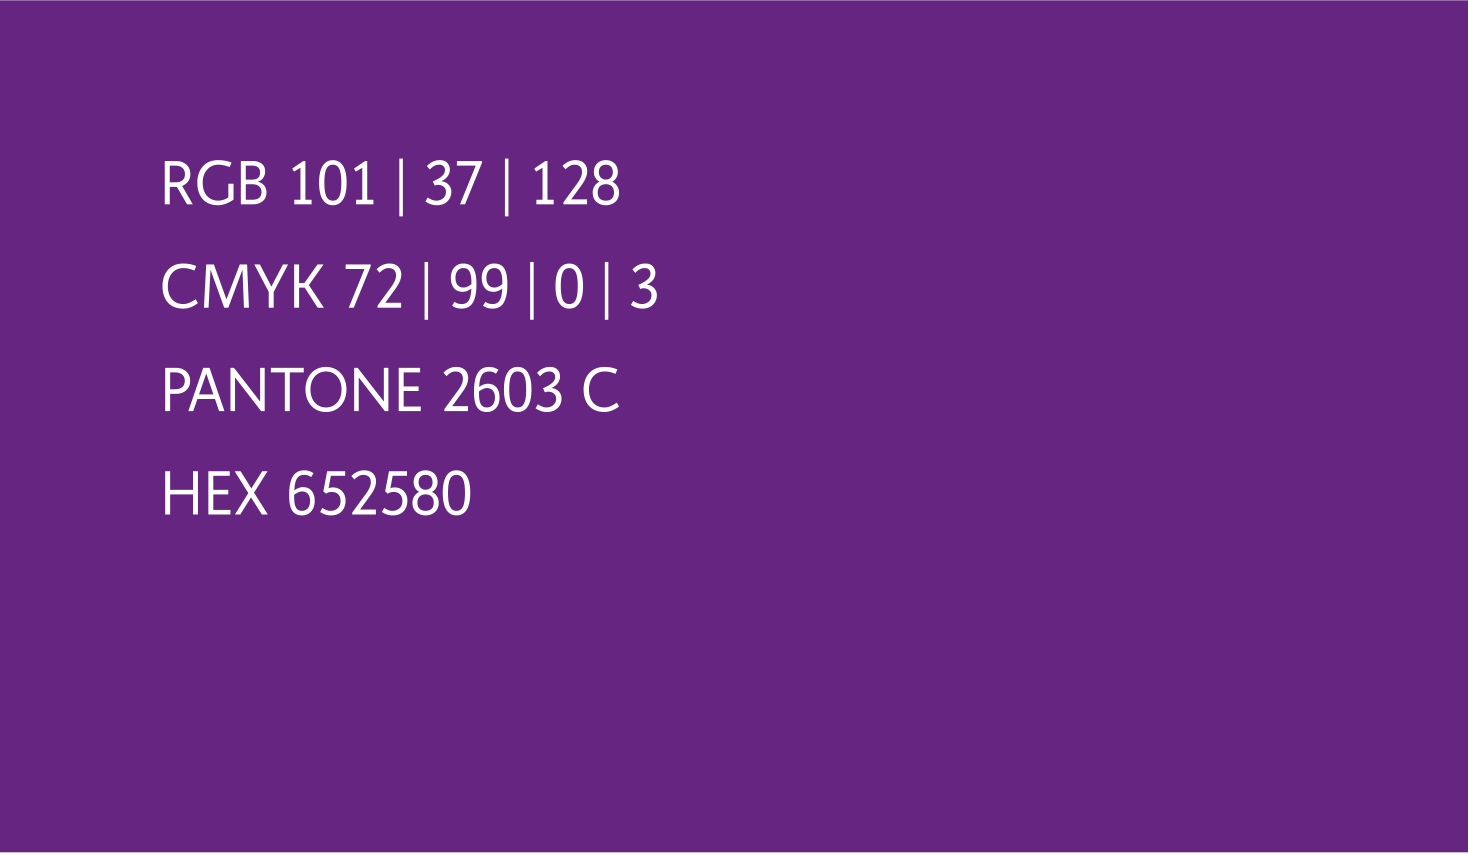 RGB 101 | 37 | 128
CMYK 72 | 99 | 0 | 3
PANTONE 2603 C
HEX 652580